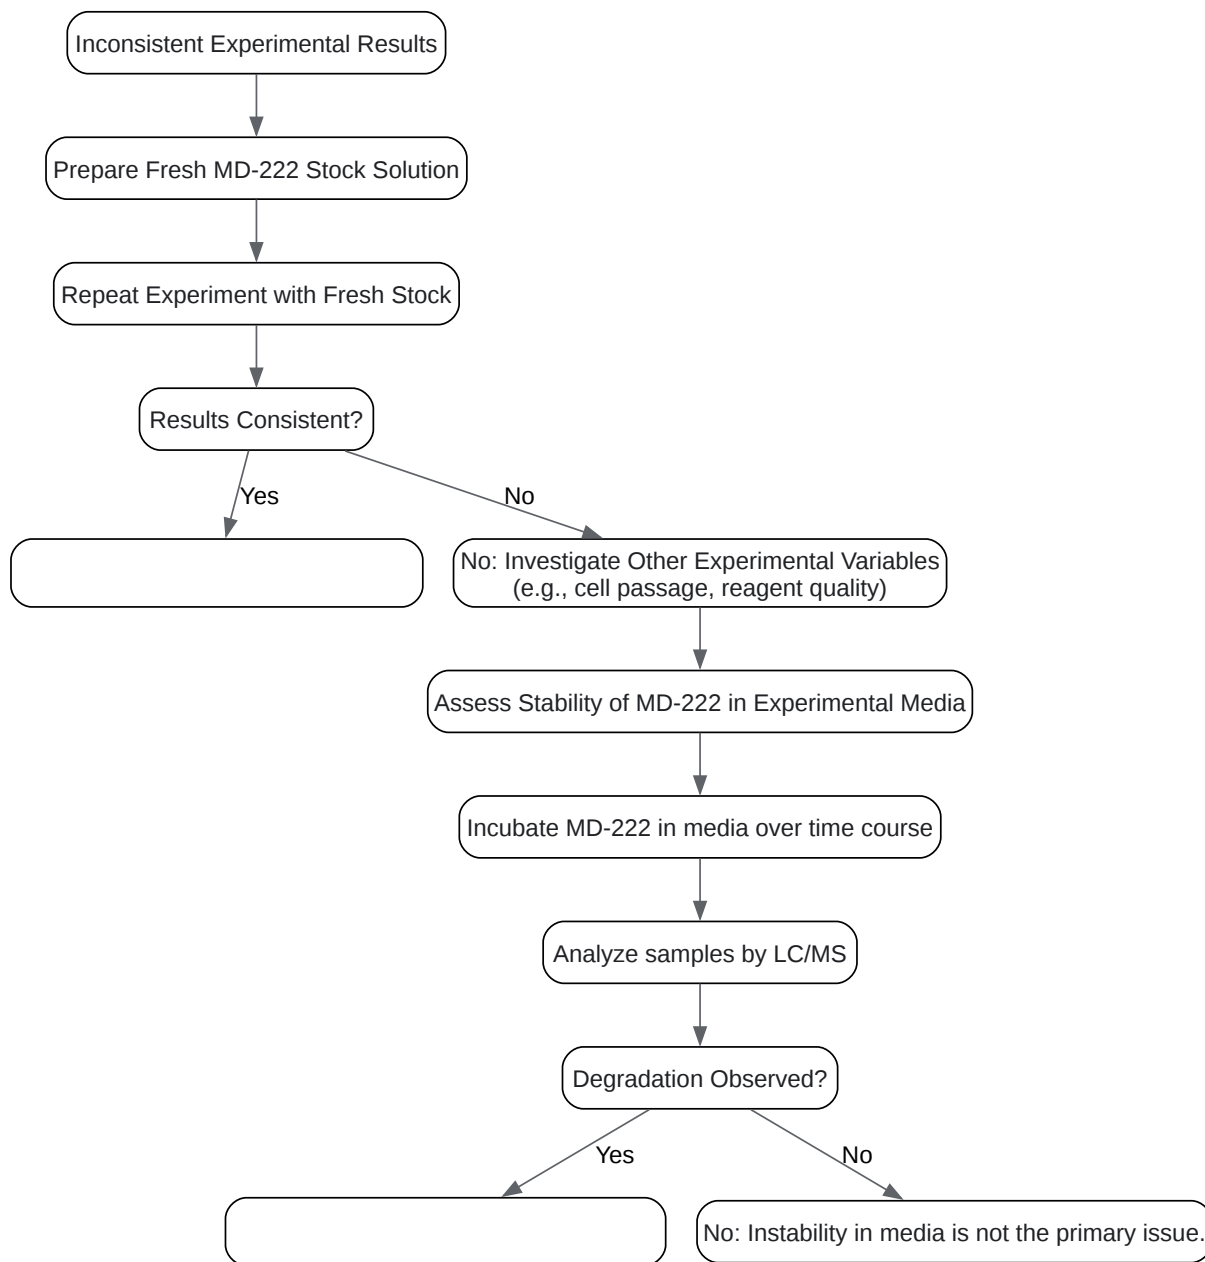 Inconsistent Experimental Results
Prepare Fresh MD-222 Stock Solution
Repeat Experiment with Fresh Stock
Results Consistent?
Yes
No
No: Investigate Other Experimental Variables
(e.g., cell passage, reagent quality)
Assess Stability of MD-222 in Experimental Media
Incubate MD-222 in media over time course
Analyze samples by LC/MS
Degradation Observed?
Yes
No
No: Instability in media is not the primary issue.